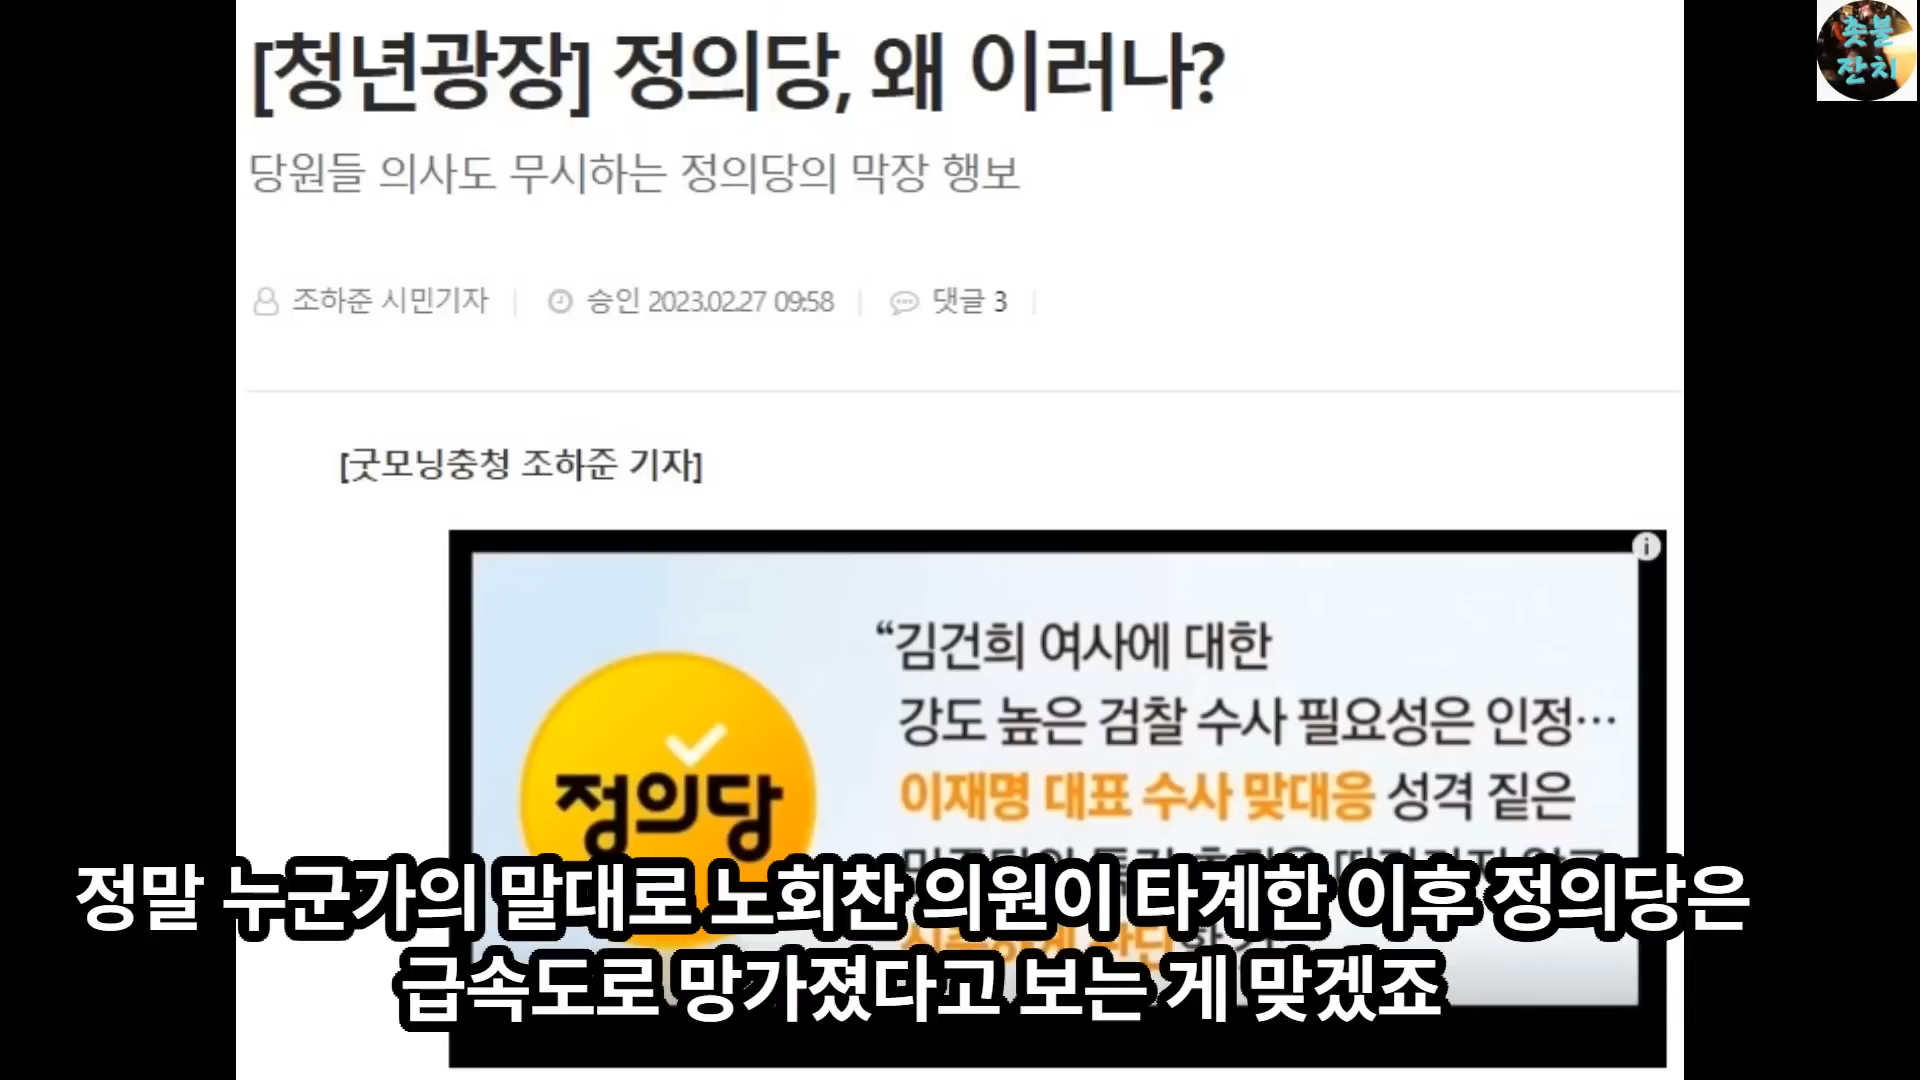 [청년광장] 정의당, 왜 이러나?
촛불
잔치
당원들 의사도 무시하는 정의당의 막장 행보
조하준 시민기자 | 승인 2023.02.27 09:58 | 댓글 3
[굿모닝충청 조하준 기자]
“김건희 여사에 대한
강도 높은 검찰 수사 필요성은 인정…
이재명 대표 수사 맞대응 성격 짙은
정의당
정말 누군가의 말대로 노회찬 의원이 타계한 이후 정의당은
급속도로 망가졌다고 보는 게 맞겠죠